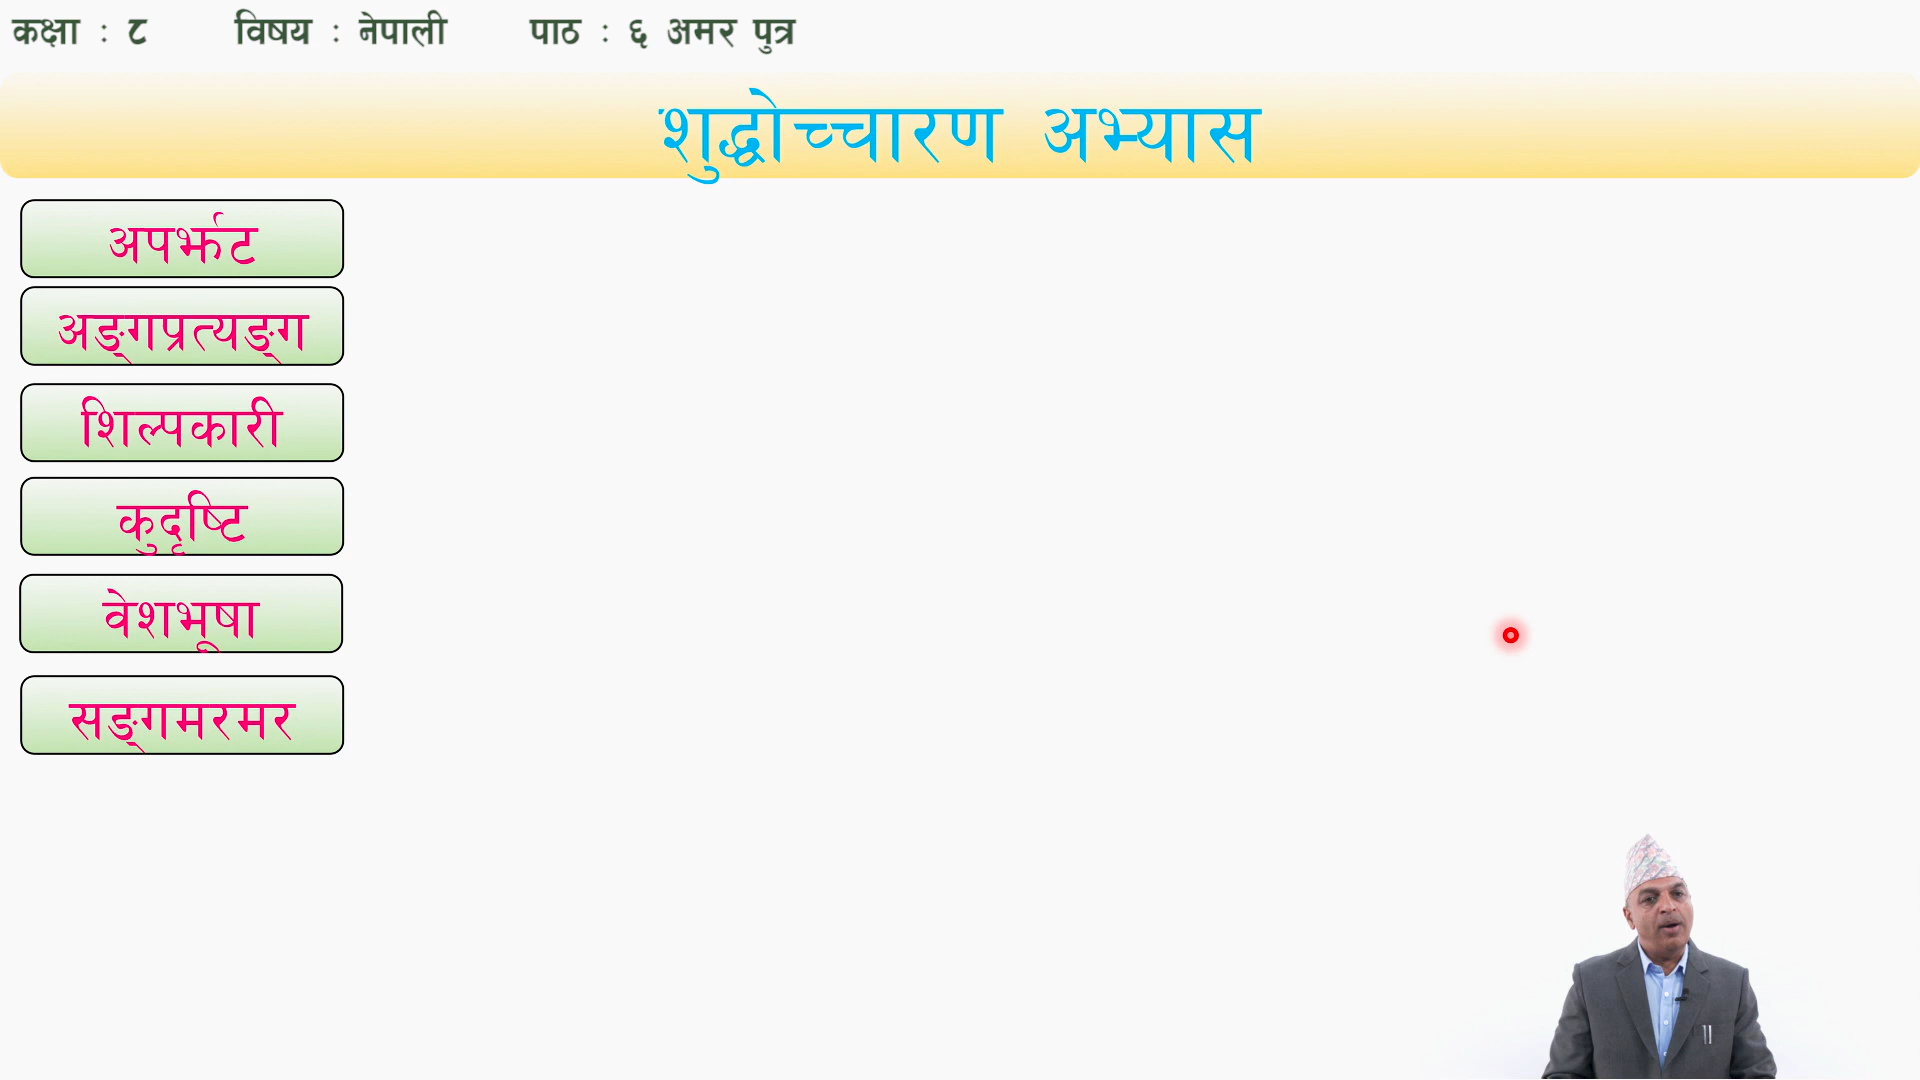 कक्षा : ८ विषय : नेपाली पाठ : ६ अमर पुत्र
शुद्धोच्चारण अभ्यास
अपर्झट
अङ्गप्रत्यङ्ग
शिल्पकारी
कुदृष्टि
वेशभूषा
सङ्गमरमर